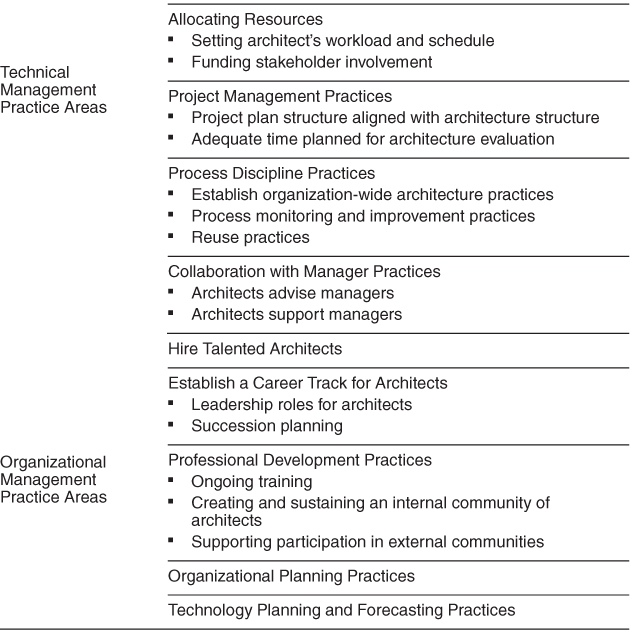 Technical
Management
Practice Areas
Allocating Resources
▪ Setting architect's workload and schedule
▪ Funding stakeholder involvement
Project Management Practices
▪ Project plan structure aligned with architecture structure
▪ Adequate time planned for architecture evaluation
Process Discipline Practices
▪ Establish organization-wide architecture practices
▪ Process monitoring and improvement practices
▪ Reuse practices
Collaboration with Manager Practices
▪ Architects advise managers
▪ Architects support managers
Organizational
Management
Practice Areas
Hire Talented Architects
Establish a Career Track for Architects
▪ Leadership roles for architects
▪ Succession planning
Professional Development Practices
▪ Ongoing training
▪ Creating and sustaining an internal community of
architects
▪ Supporting participation in external communities
Organizational Planning Practices
Technology Planning and Forecasting Practices